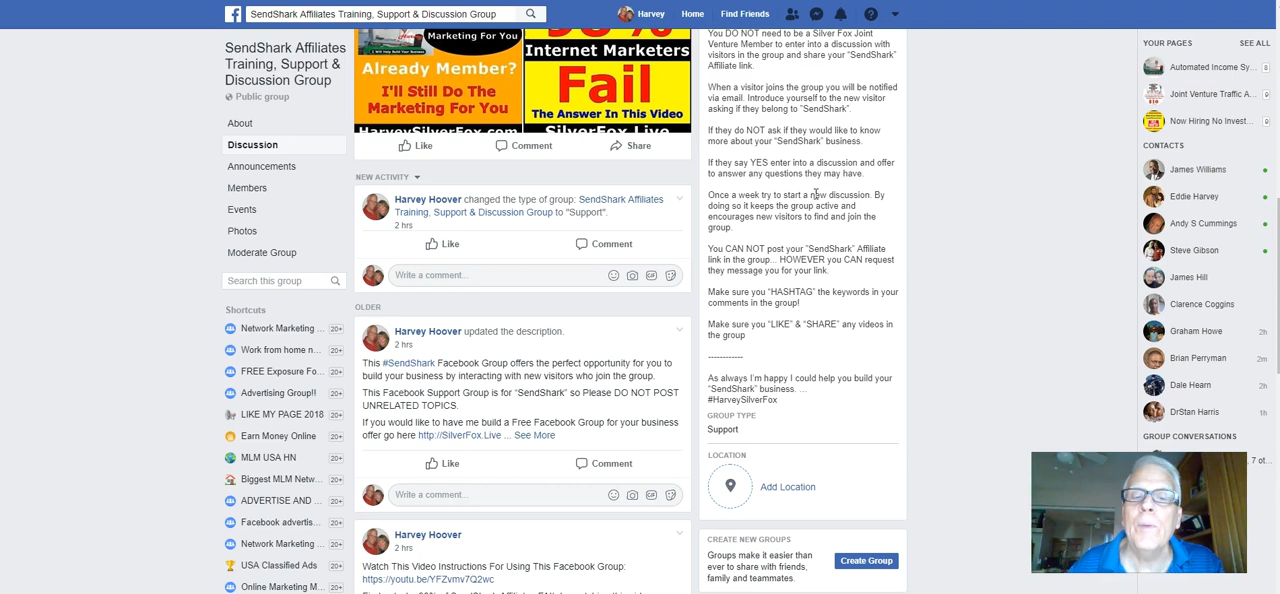 SendShark Affiliates Training, Support & Discussion Group
Harvey
Home
Find Friends
SendShark Affiliates
Training, Support &
Discussion Group
Public group
About
Discussion
Announcements
Members
Events
Photos
Moderate Group
Search this group
Shortcuts
Network Marketing ... 20+
Work from home n... 20+
FREE Exposure Fo... 20+
Advertising Group!! 20+
LIKE MY PAGE 2018 20+
Earn Money Online 20+
MLM USA HN 20+
Biggest MLM Netw... 20+
ADVERTISE AND ... 20+
Facebook advertis... 20+
Network Marketing ... 20+
USA Classified Ads 20+
Online Marketing M... 20+
Marketing For You
Already Member?
I'll Still Do The
Marketing For You
HarveySilverFox.com
Internet Marketers
Fail
The Answer In This Video
SilverFox.Live
Like
Comment
Share
NEW ACTIVITY
Harvey Hoover changed the type of group: SendShark Affiliates
Training, Support & Discussion Group to "Support".
2 hrs
Like
Comment
Write a comment...
OLDER
Harvey Hoover updated the description.
2 hrs
This #SendShark Facebook Group offers the perfect opportunity for you to
build your business by interacting with new visitors who join the group.
This Facebook Support Group is for “SendShark” so Please DO NOT POST
UNRELATED TOPICS.
If you would like to have me build a Free Facebook Group for your business
offer go here http://SilverFox.Live ... See More
Like
Comment
Write a comment...
Harvey Hoover
2 hrs
Watch This Video Instructions For Using This Facebook Group:
https://youtu.be/YFZvmv7Q2wc
You DO NOT need to be a Silver Fox Joint
Venture Member to enter into a discussion with
visitors in the group and share your “SendShark”
Affiliate link.
When a visitor joins the group you will be notified
via email. Introduce yourself to the new visitor
asking if they belong to “SendShark”.
If they do NOT ask if they would like to know
more about your “SendShark” business.
If they say YES enter into a discussion and offer
to answer any questions they may have.
Once a week try to start a new discussion. By
doing so it keeps the group active and
encourages new visitors to find and join the
group.
You CAN NOT post your “SendShark” Affiliate
link in the group... HOWEVER you CAN request
they message you for your link.
Make sure you “HASHTAG” the keywords in your
comments in the group!
Make sure you “LIKE” & “SHARE” any videos in
the group
------------
As always I'm happy I could help you build your
“SendShark” business. ...
#HarveySilverFox
GROUP TYPE
Support
LOCATION
Add Location
CREATE NEW GROUPS
Groups make it easier than
ever to share with friends,
family and teammates.
Create Group
YOUR PAGES
SEE ALL
Automated Income Sy... 8
Joint Venture Traffic A... 9
Now Hiring No Invest... 9
CONTACTS
James Williams
Eddie Harvey
Andy S Cummings
Steve Gibson
James Hill
Clarence Coggins
Graham Howe 2h
Brian Perryman 2m
Dale Hearn 2h
DrStan Harris 1h
GROUP CONVERSATIONS
, 7 ot...